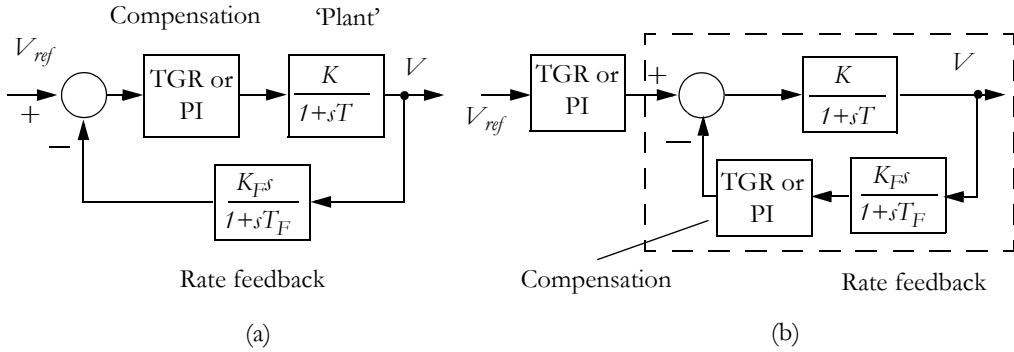 Compensation
‘Plant’
V_ref
+
−
TGR or
PI
K
1+sT
V
K_F s
1+sT_F
Rate feedback
(a)
V_ref
TGR or
PI
+
−
K
1+sT
V
TGR or
PI
K_F s
1+sT_F
Compensation
Rate feedback
(b)